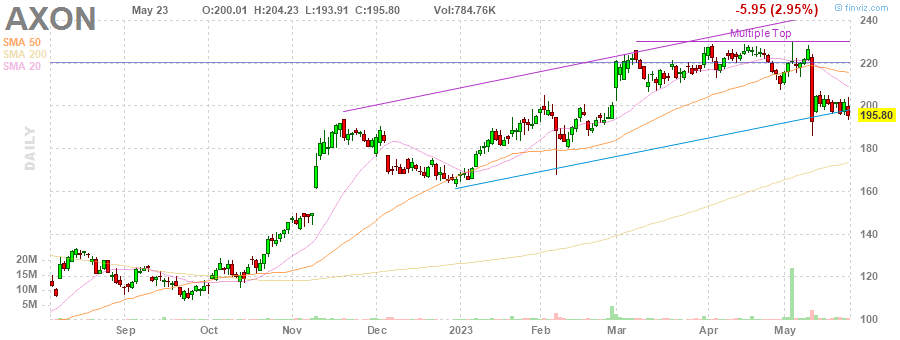 AXON May 23 O:200.01 H:204.23 L:193.91 C:195.80 Vol:784.76K -5.95 (2.95%)
© finviz.com
SMA 50
SMA 200
SMA 20
Multiple Top
DAILY
240
220
200
195.80
180
160
140
120
100
20M
15M
10M
5M
Sep Oct Nov Dec 2023 Feb Mar Apr May